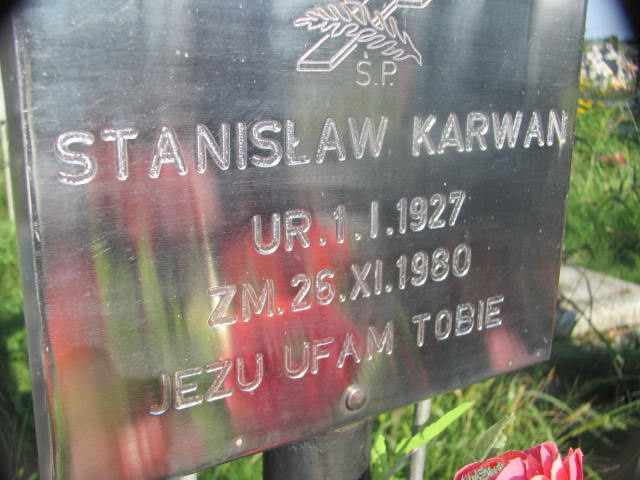 Ś.P.
STANISŁAW KARWAN
UR. 1. I. 1927
ZM. 26. XI. 1980
JEZU UFAM TOBIE